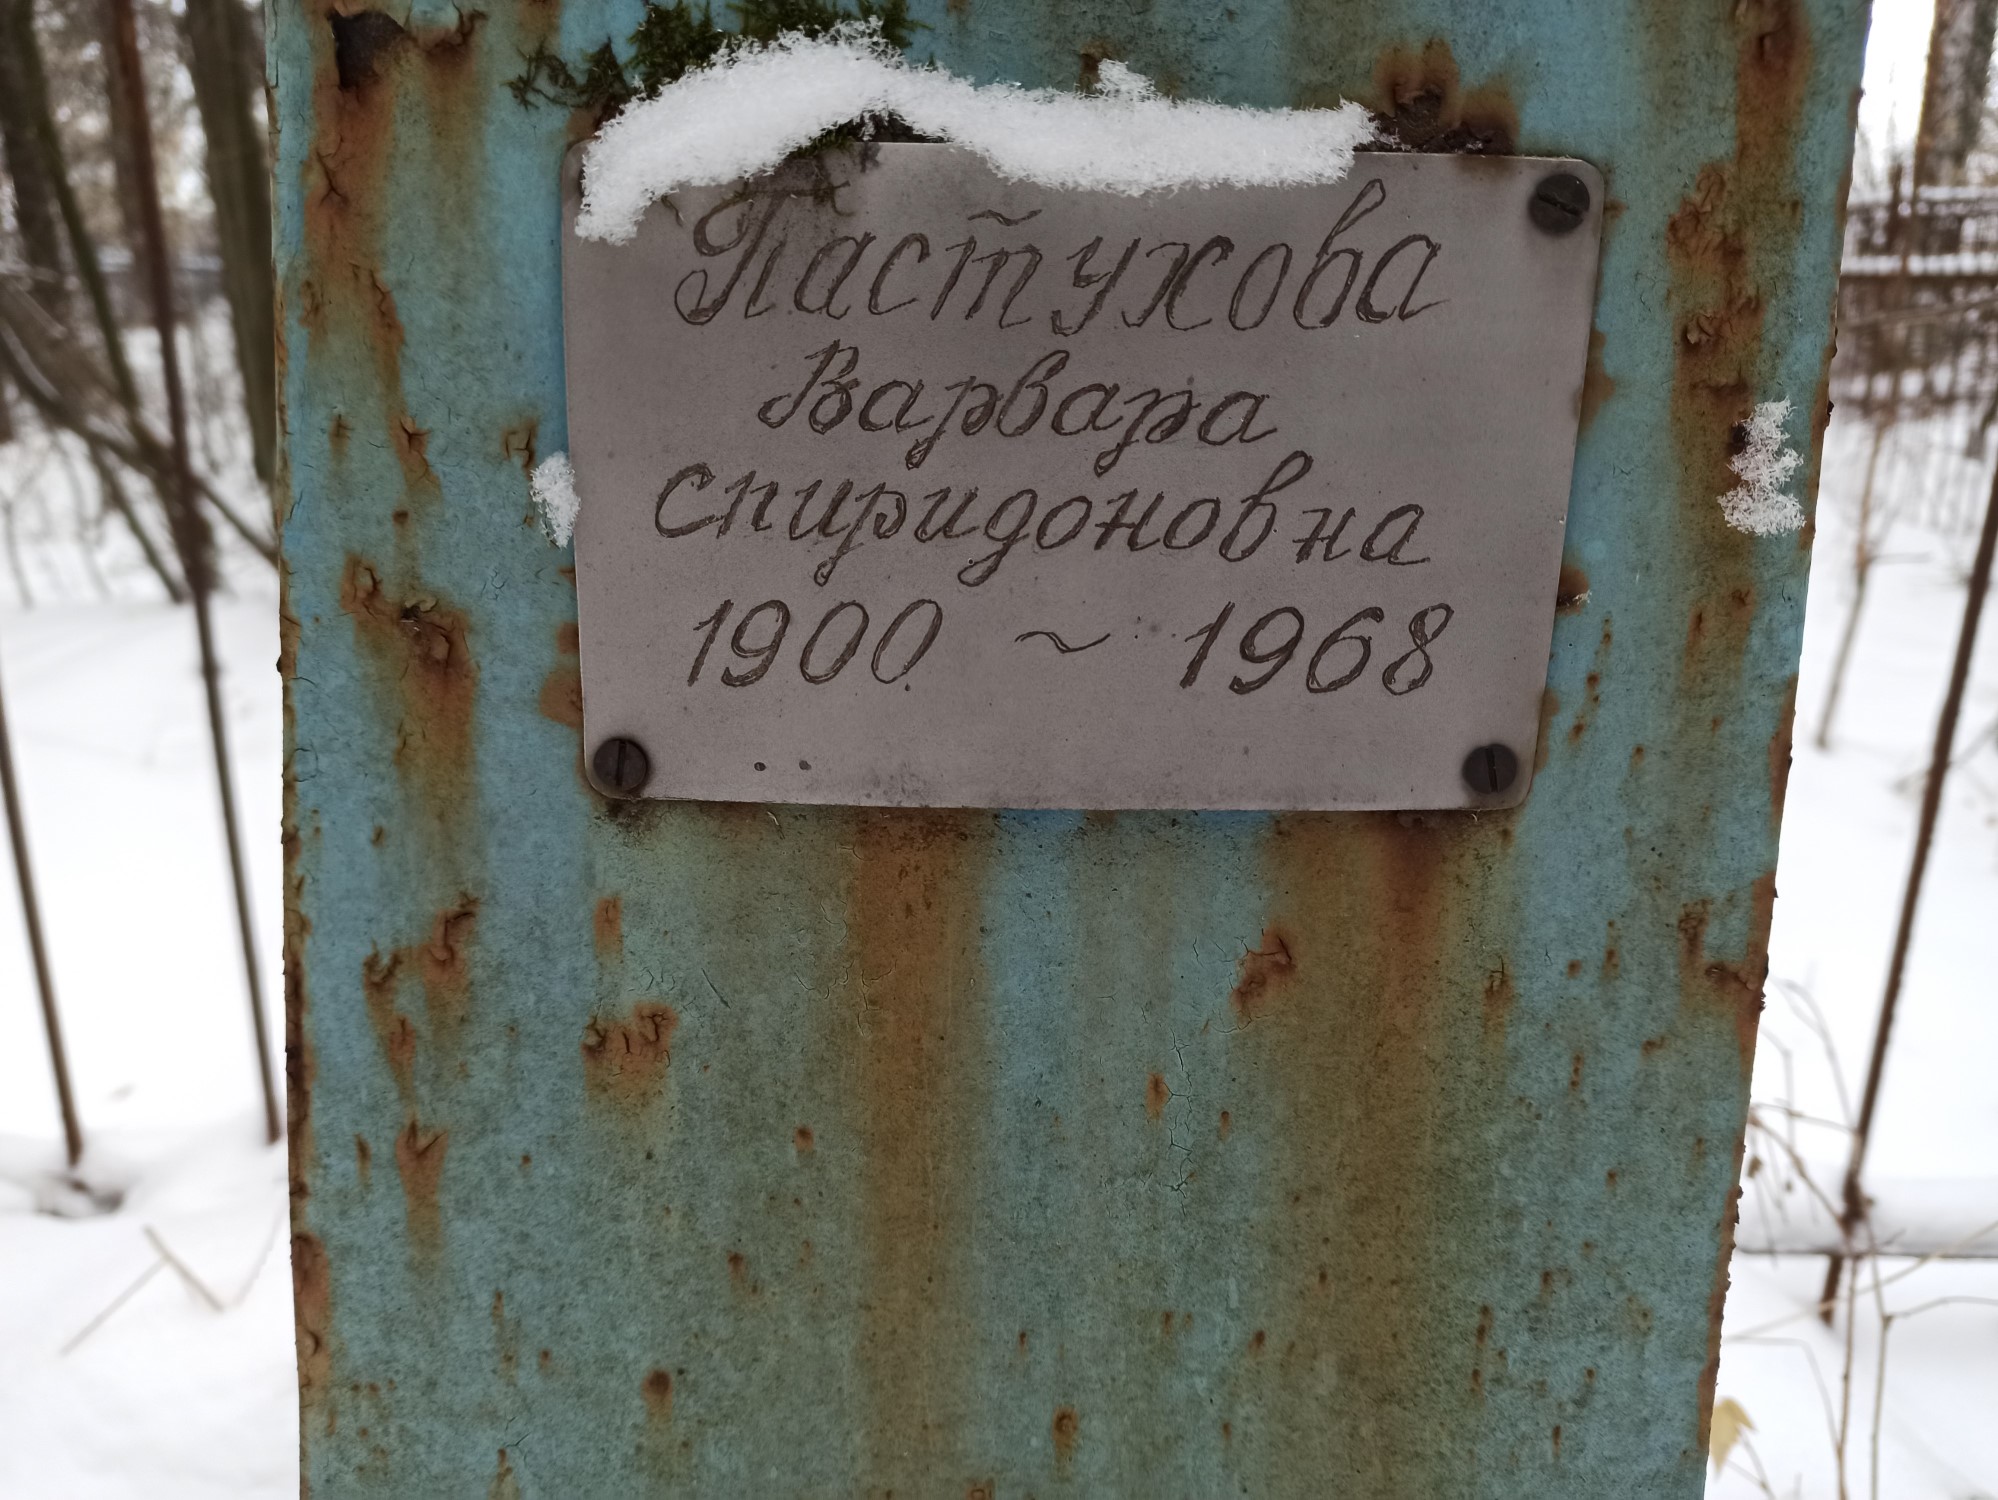 Пастухова
Варвара
спиридоновна
1900 ~ 1968